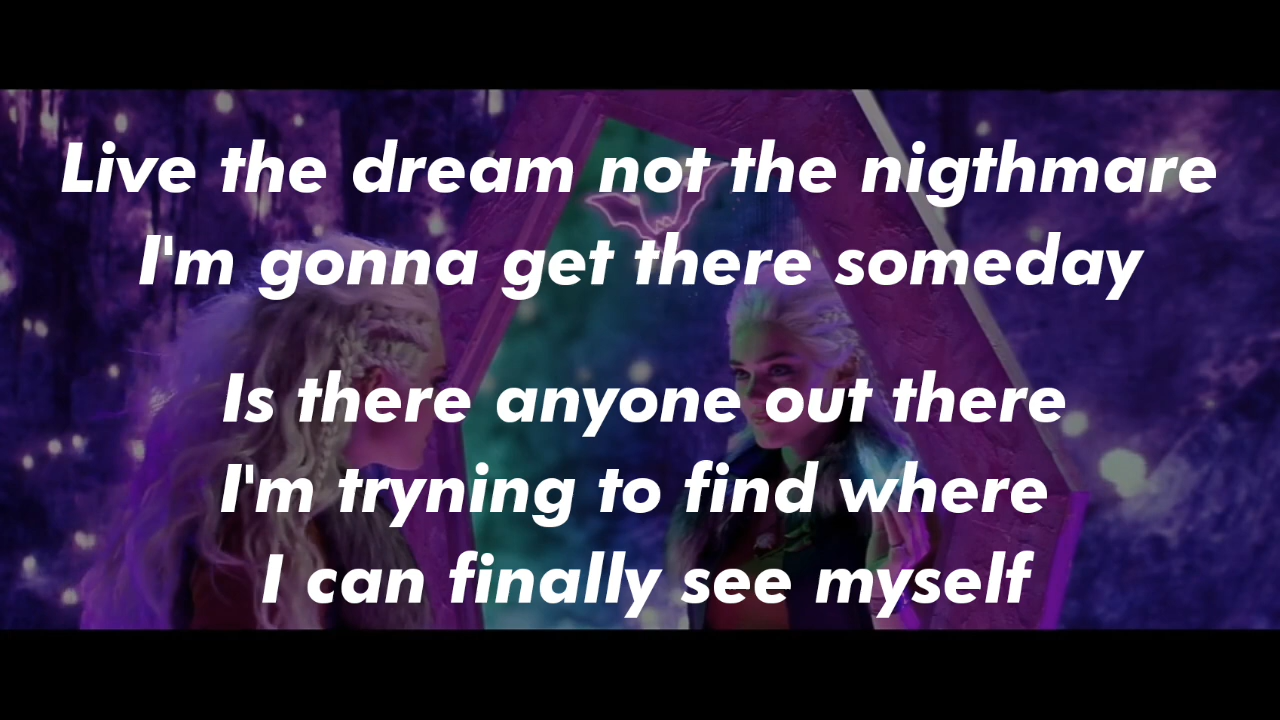 Live the dream not the nigthmare
I'm gonna get there someday
Is there anyone out there
I'm tryning to find where
I can finally see myself